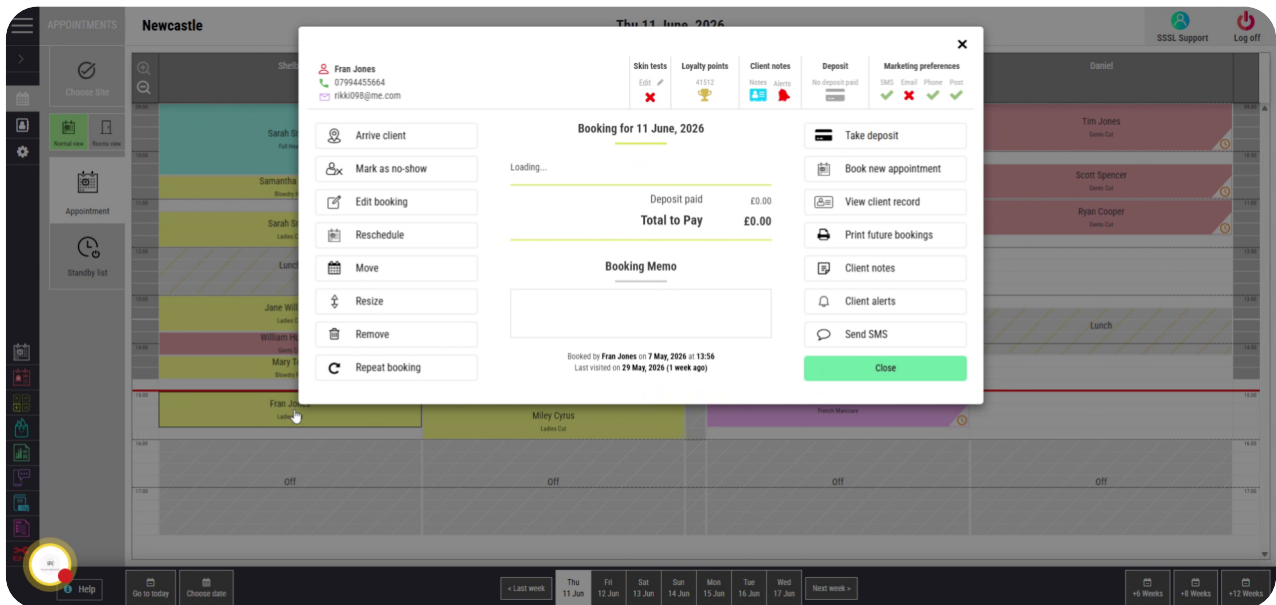 APPOINTMENTS
Newcastle
Thu 11 June, 2026
SSSL Support
Log off
Choose Site
Normal view
Rooms view
Appointment
Standby list
Fran Jones
07994455664
rikki098@me.com
Skin tests
Edit
Loyalty points
41512
Client notes
Notes Alerts
Deposit
No deposit paid
Marketing preferences
SMS Email Phone Post
Arrive client
Mark as no-show
Edit booking
Reschedule
Move
Resize
Remove
Repeat booking
Booking for 11 June, 2026
Loading...
Deposit paid £0.00
Total to Pay £0.00
Booking Memo
Booked by Fran Jones on 7 May, 2026 at 13:56
Last visited on 29 May, 2026 (1 week ago)
Take deposit
Book new appointment
View client record
Print future bookings
Client notes
Client alerts
Send SMS
Close
Daniel
Tim Jones
Gents Cut
Scott Spencer
Gents Cut
Ryan Cooper
Gents Cut
Lunch
Samantha
Jane Will
Miley Cyrus
Ladies Cut
French Manicure
Off
Off
Off
Off
Help
Go to today
Choose date
< Last week
Thu
11 Jun
Fri
12 Jun
Sat
13 Jun
Sun
14 Jun
Mon
15 Jun
Tue
16 Jun
Wed
17 Jun
Next week >
+6 Weeks
+8 Weeks
+12 Weeks